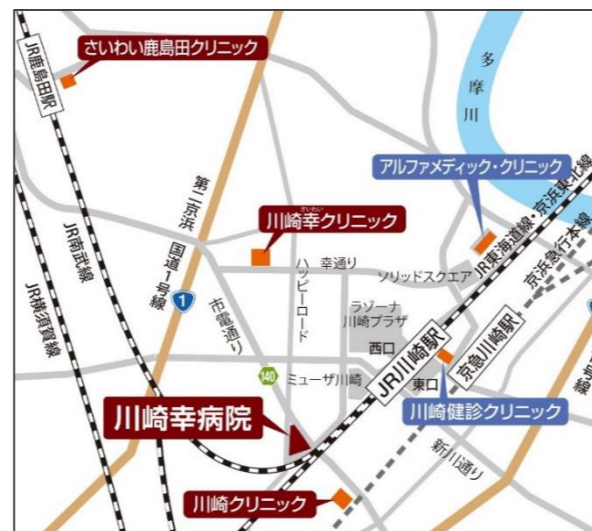 さいわい鹿島田クリニック
JR鹿島田駅
多摩川
アルファメディック・クリニック
第二京浜 国道1号線
さいわい
川崎幸クリニック
JR東海道線・京浜東北線
京浜急行本線
ハッピーロード
幸通り
ソリッドスクエア
JR南武線
JR横須賀線
1
市電通り
ラゾーナ
川崎プラザ
西口
JR川崎駅
京急川崎駅
140
ミューザ川崎
東口
川崎健診クリニック
川崎幸病院
新川通り
川崎クリニック
号線